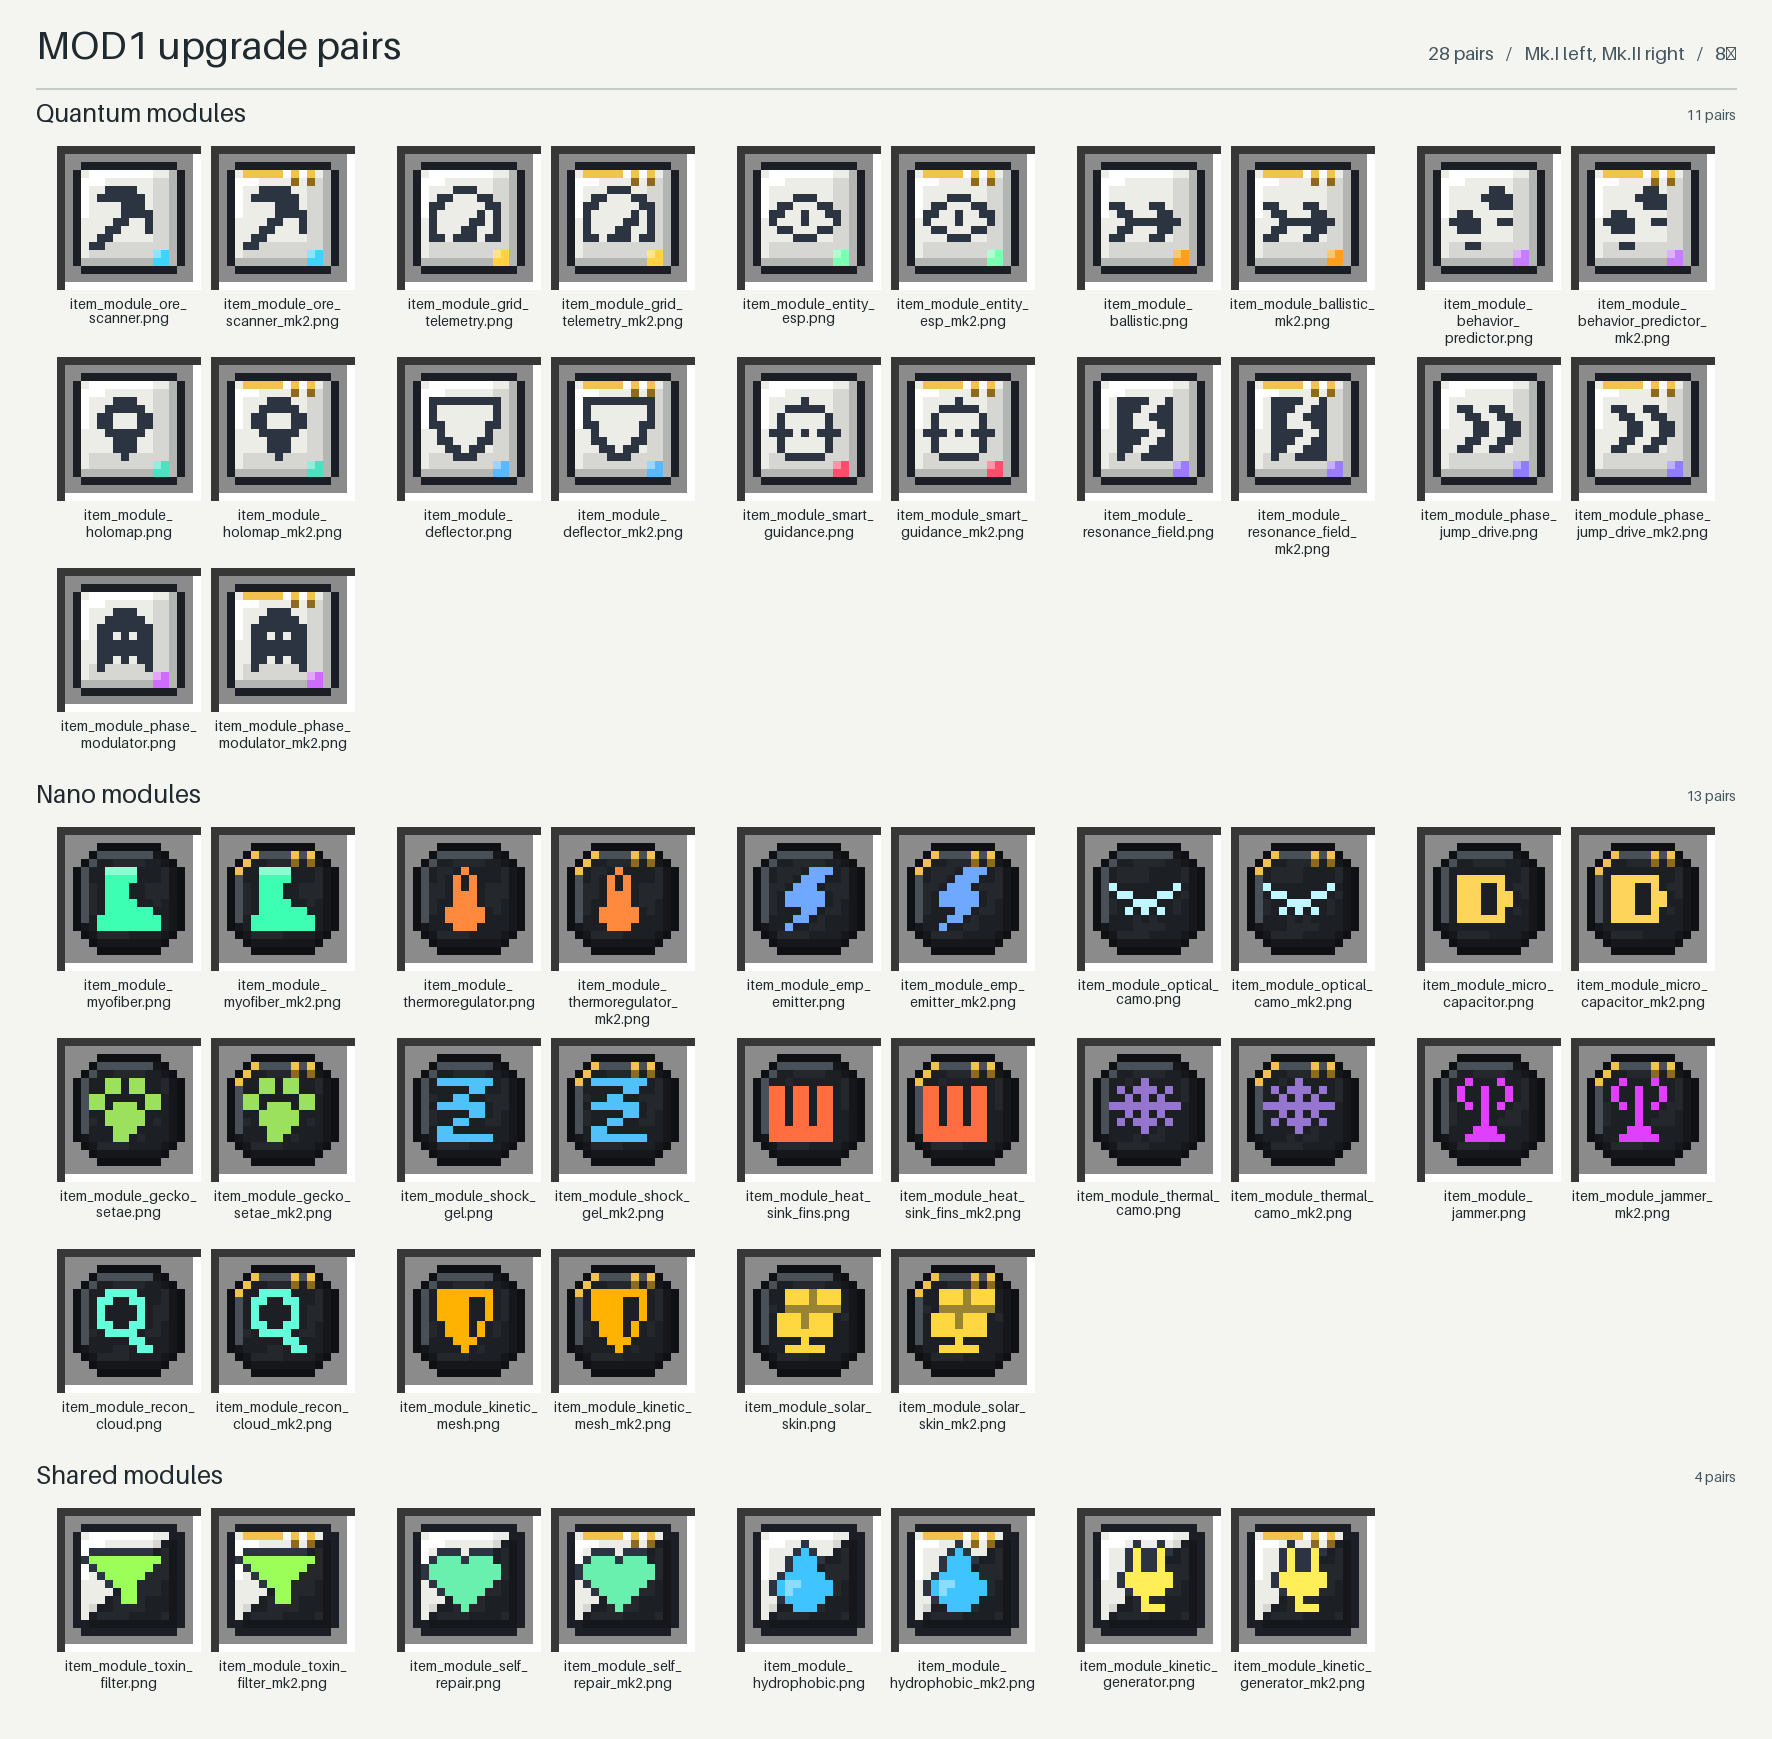 MOD1 upgrade pairs
28 pairs / Mk.I left, Mk.II right / 8
Quantum modules
11 pairs
item_module_ore_
scanner.png
item_module_ore_
scanner_mk2.png
item_module_grid_
telemetry.png
item_module_grid_
telemetry_mk2.png
item_module_entity_
esp.png
item_module_entity_
esp_mk2.png
item_module_
ballistic.png
item_module_ballistic_
mk2.png
item_module_
behavior_
predictor.png
item_module_
behavior_predictor_
mk2.png
item_module_
holomap.png
item_module_
holomap_mk2.png
item_module_
deflector.png
item_module_
deflector_mk2.png
item_module_smart_
guidance.png
item_module_smart_
guidance_mk2.png
item_module_
resonance_field.png
item_module_
resonance_field_
mk2.png
item_module_phase_
jump_drive.png
item_module_phase_
jump_drive_mk2.png
item_module_phase_
modulator.png
item_module_phase_
modulator_mk2.png
Nano modules
13 pairs
item_module_
myofiber.png
item_module_
myofiber_mk2.png
item_module_
thermoregulator.png
item_module_
thermoregulator_
mk2.png
item_module_emp_
emitter.png
item_module_emp_
emitter_mk2.png
item_module_optical_
camo.png
item_module_optical_
camo_mk2.png
item_module_micro_
capacitor.png
item_module_micro_
capacitor_mk2.png
item_module_gecko_
setae.png
item_module_gecko_
setae_mk2.png
item_module_shock_
gel.png
item_module_shock_
gel_mk2.png
item_module_heat_
sink_fins.png
item_module_heat_
sink_fins_mk2.png
item_module_thermal_
camo.png
item_module_thermal_
camo_mk2.png
item_module_
jammer.png
item_module_jammer_
mk2.png
item_module_recon_
cloud.png
item_module_recon_
cloud_mk2.png
item_module_kinetic_
mesh.png
item_module_kinetic_
mesh_mk2.png
item_module_solar_
skin.png
item_module_solar_
skin_mk2.png
Shared modules
4 pairs
item_module_toxin_
filter.png
item_module_toxin_
filter_mk2.png
item_module_self_
repair.png
item_module_self_
repair_mk2.png
item_module_
hydrophobic.png
item_module_
hydrophobic_mk2.png
item_module_kinetic_
generator.png
item_module_kinetic_
generator_mk2.png